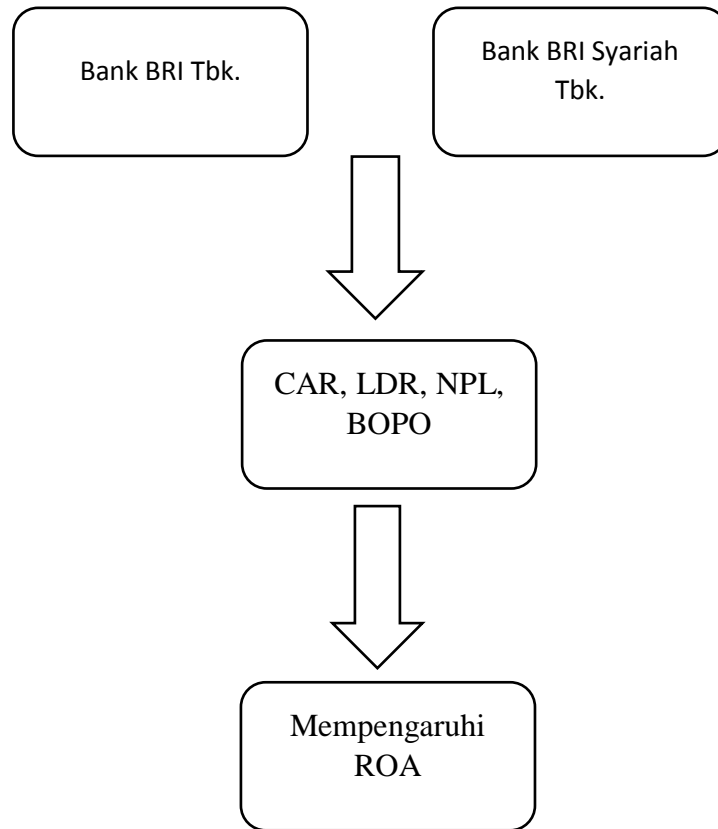 Bank BRI Tbk.
Bank BRI Syariah
Tbk.
CAR, LDR, NPL,
BOPO
Mempengaruhi
ROA